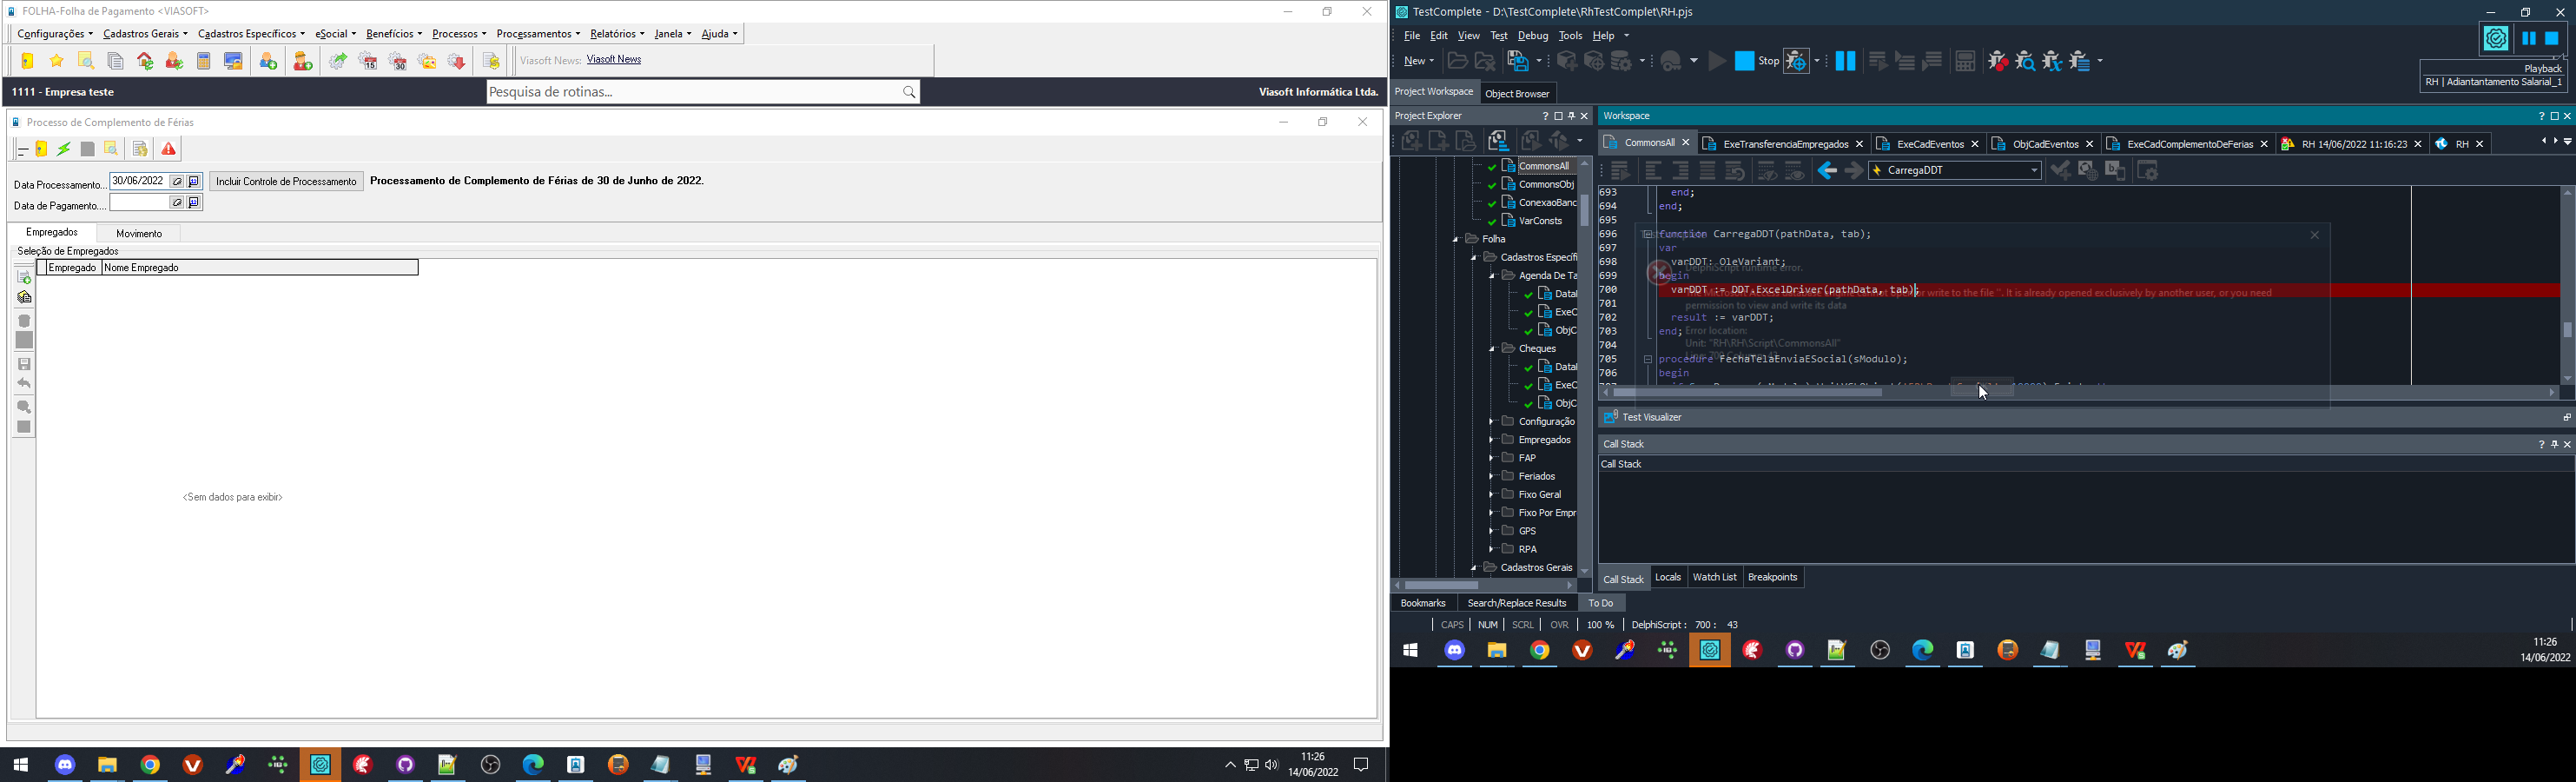 FOLHA-Folha de Pagamento <VIASOFT>
Configurações Cadastros Gerais Cadastros Específicos eSocial Benefícios Processos Processamentos Relatórios Janela Ajuda
Viasoft News: Viasoft News
1111 - Empresa teste
Pesquisa de rotinas...
Viasoft Informática Ltda.
Processo de Complemento de Férias
Data Processamento... 30/06/2022 Incluir Controle de Processamento Processamento de Complemento de Férias de 30 de Junho de 2022.
Data de Pagamento....
Empregados Movimento
Seleção de Empregados
Empregado Nome Empregado
<Sem dados para exibir>
11:26
14/06/2022
TestComplete - D:\TestComplete\RhTestComplet\RH.pjs
File Edit View Test Debug Tools Help
New Stop
Playback
RH | Adiantantamento Salarial_1
Project Workspace Object Browser
Project Explorer
Workspace
CommonsAll ExeTransferenciaEmpregados ExeCadEventos ObjCadEventos ExeCadComplementoDeFerias RH 14/06/2022 11:16:23 RH
CarregaDDT
CommonsAll
CommonsObj
ConexaoBanc
VarConsts
Folha
Cadastros Específi
Agenda De Ta
Datal
ExeC
ObjC
Cheques
Datal
ExeC
ObjC
Configuração
Empregados
FAP
Feriados
Fixo Geral
Fixo Por Empr
GPS
RPA
Cadastros Gerais
693 end;
694 end;
695
696 function CarregaDDT(pathData, tab);
697 var
698 varDDT: OleVariant;
699 begin
700 varDDT := DDT.ExcelDriver(pathData, tab);
701
702 result := varDDT;
703 end;
704
705 procedure FechaTelaEnviaESocial(sModulo);
706 begin
DelphiScript runtime error.
The Microsoft Access database engine cannot open or write to the file ''. It is already opened exclusively by another user, or you need
permission to view and write its data
Error location:
Unit: "RH\RH\Script\CommonsAll"
Test Visualizer
Call Stack
Call Stack
Call Stack Locals Watch List Breakpoints
Bookmarks Search/Replace Results To Do
CAPS NUM SCRL OVR 100 % DelphiScript : 700 : 43
11:26
14/06/2022